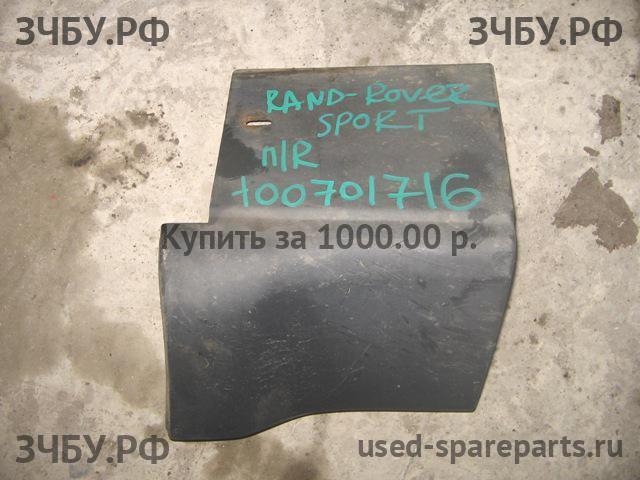 ЗЧБУ.РФ ЗЧБУ.РФ
RAND-ROVER
SPORT
П/R
100701716
Купить за 1000.00 р.
ЗЧБУ.РФ used-spareparts.ru